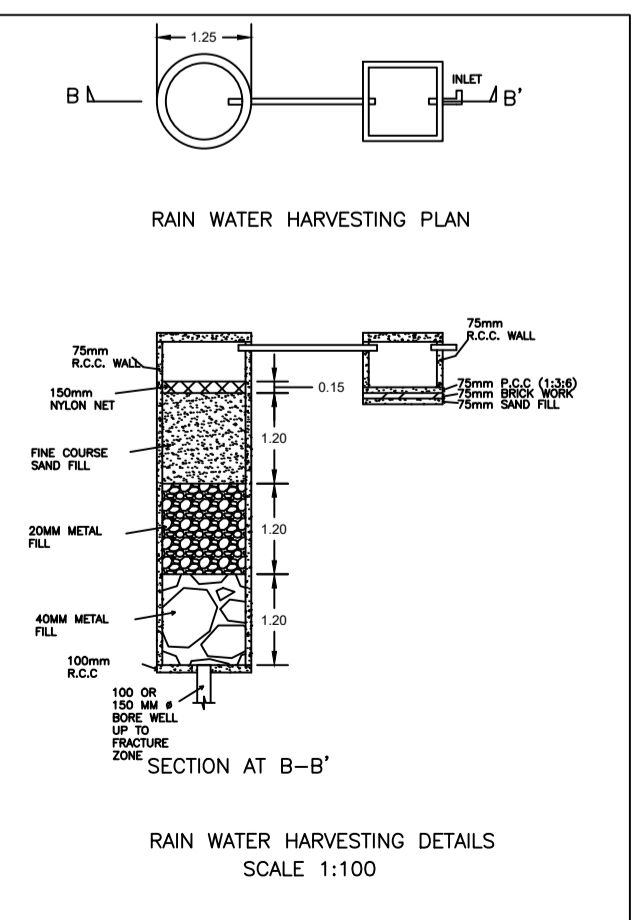 1.25
INLET
B
B'
RAIN WATER HARVESTING PLAN
75mm
R.C.C. WALL
75mm
R.C.C. WALL
150mm
NYLON NET
0.15
75mm P.C.C (1:3:6)
75mm BRICK WORK
75mm SAND FILL
FINE COURSE
SAND FILL
1.20
20MM METAL
FILL
1.20
40MM METAL
FILL
1.20
100mm
R.C.C
100 OR
150 MM ø
BORE WELL
UP TO
FRACTURE
ZONE
SECTION AT B-B'
RAIN WATER HARVESTING DETAILS
SCALE 1:100